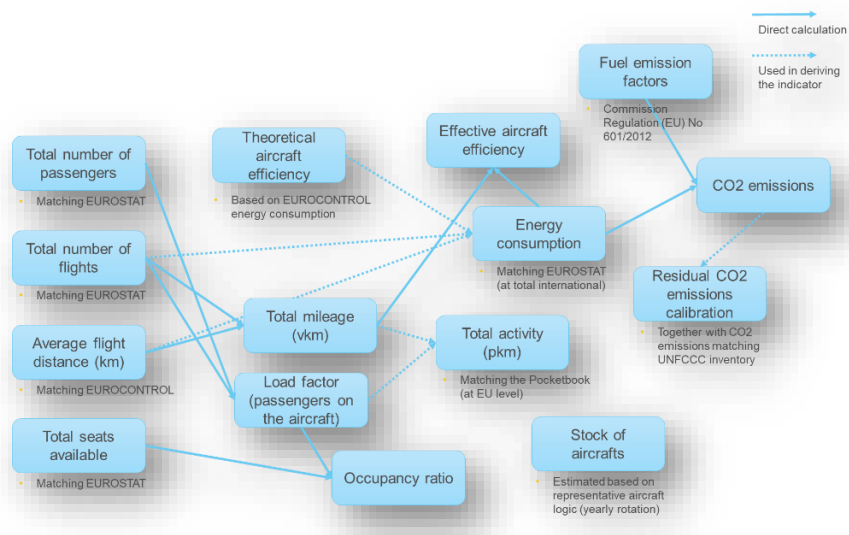 Direct calculation
Used in deriving
the indicator
Fuel emission
factors
Commission
Regulation (EU) No
601/2012
Total number of
passengers
Matching EUROSTAT
Theoretical
aircraft
efficiency
Based on EUROCONTROL
energy consumption
Effective aircraft
efficiency
CO2 emissions
Total number of
flights
Matching EUROSTAT
Energy
consumption
Matching EUROSTAT
(at total international)
Residual CO2
emissions
calibration
Together with CO2
emissions matching
UNFCCC inventory
Average flight
distance (km)
Matching EUROCONTROL
Total mileage
(vkm)
Total activity
(pkm)
Matching the Pocketbook
(at EU level)
Load factor
(passengers on
the aircraft)
Total seats
available
Matching EUROSTAT
Occupancy ratio
Stock of
aircrafts
Estimated based on
representative aircraft
logic (yearly rotation)